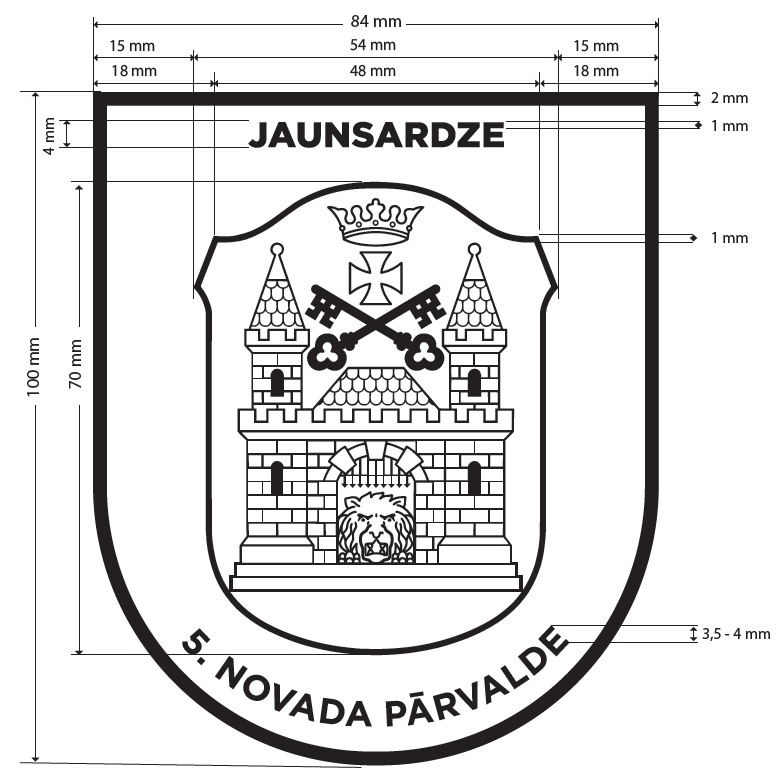 84 mm
15 mm 54 mm 15 mm
18 mm 48 mm 18 mm
2 mm
JAUNSARDZE
4 mm
1 mm
1 mm
100 mm
70 mm
3,5 - 4 mm
5. NOVADA PĀRVALDE